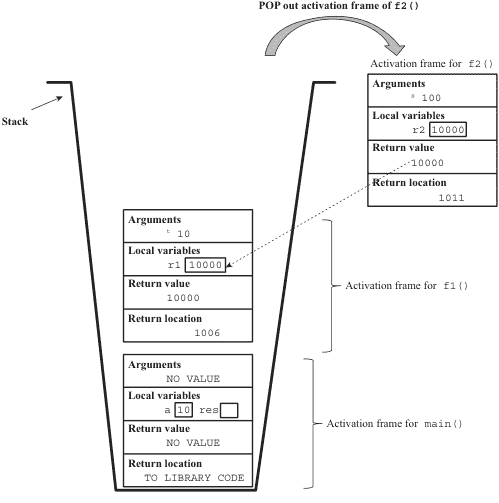 POP out activation frame of f2()
Activation frame for f2()
Arguments
s 100
Local variables
r2 10000
Return value
10000
Return location
1011
Stack
Arguments
t 10
Local variables
r1 10000
Return value
10000
Return location
1006
Activation frame for f1()
Arguments
NO VALUE
Local variables
a 10 res
Return value
NO VALUE
Return location
TO LIBRARY CODE
Activation frame for main()